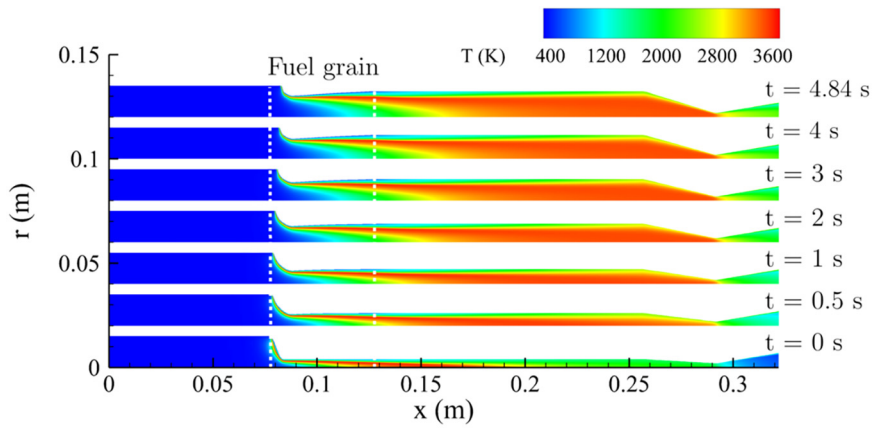 0.15
Fuel grain
T (K)
400 1200 2000 2800 3600
t = 4.84 s
t = 4 s
0.1
t = 3 s
r (m)
t = 2 s
0.05
t = 1 s
t = 0.5 s
t = 0 s
0
0 0.05 0.1 0.15 0.2 0.25 0.3
x (m)